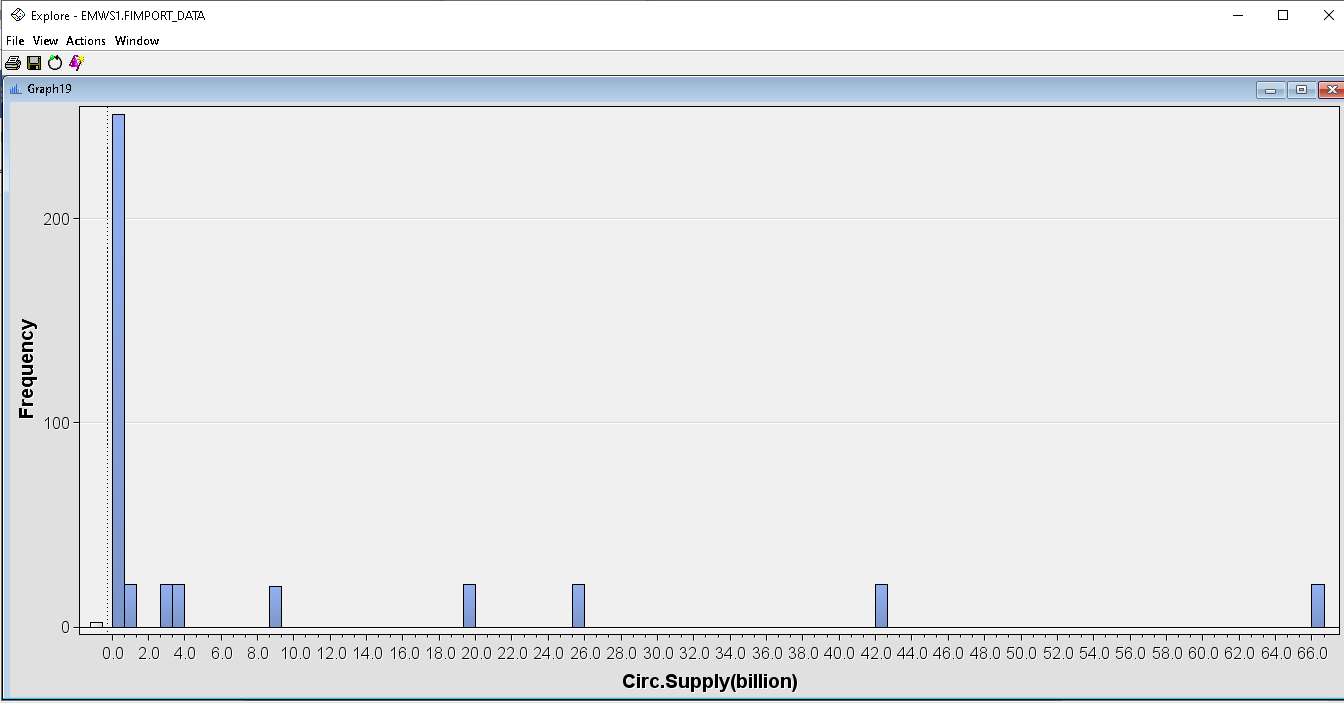 Explore - EMWS1.FIMPORT_DATA
File View Actions Window
Graph19
200
100
0
Frequency
0.0 2.0 4.0 6.0 8.0 10.0 12.0 14.0 16.0 18.0 20.0 22.0 24.0 26.0 28.0 30.0 32.0 34.0 36.0 38.0 40.0 42.0 44.0 46.0 48.0 50.0 52.0 54.0 56.0 58.0 60.0 62.0 64.0 66.0
Circ.Supply(billion)